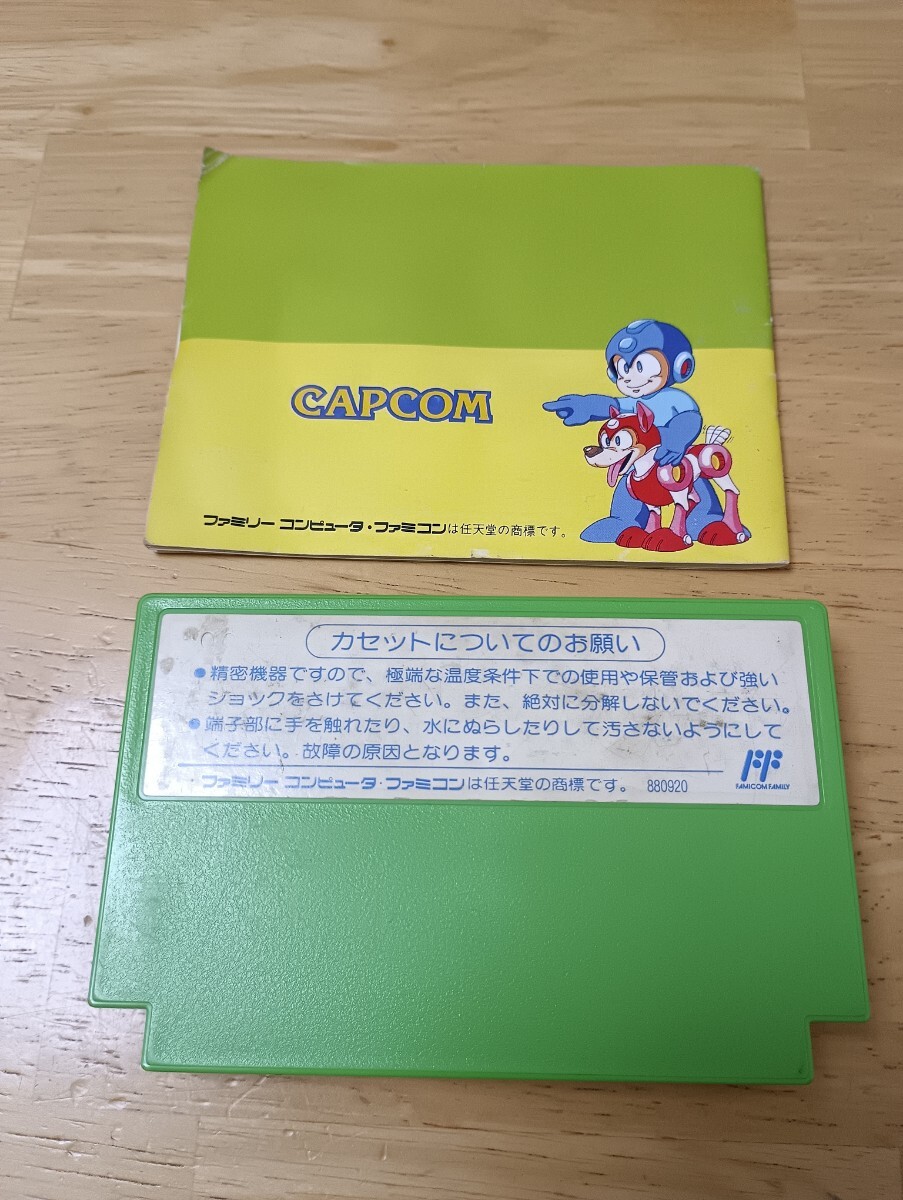 CAPCOM
ファミリー コンピュータ・ファミコンは任天堂の商標です。
カセットについてのお願い
●精密機器ですので、極端な温度条件下での使用や保管および強い
ショックをさけてください。また、絶対に分解しないでください。
●端子部に手を触れたり、水にぬらしたりして汚さないようにして
ください。故障の原因となります。
ファミリー コンピュータ・ファミコンは任天堂の商標です。 880920
FAMICOM FAMILY